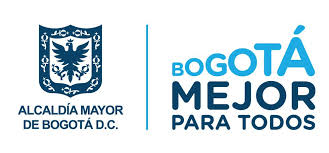 ALCALDÍA MAYOR
DE BOGOTÁ D.C.
BOGOTÁ
MEJOR
PARA TODOS